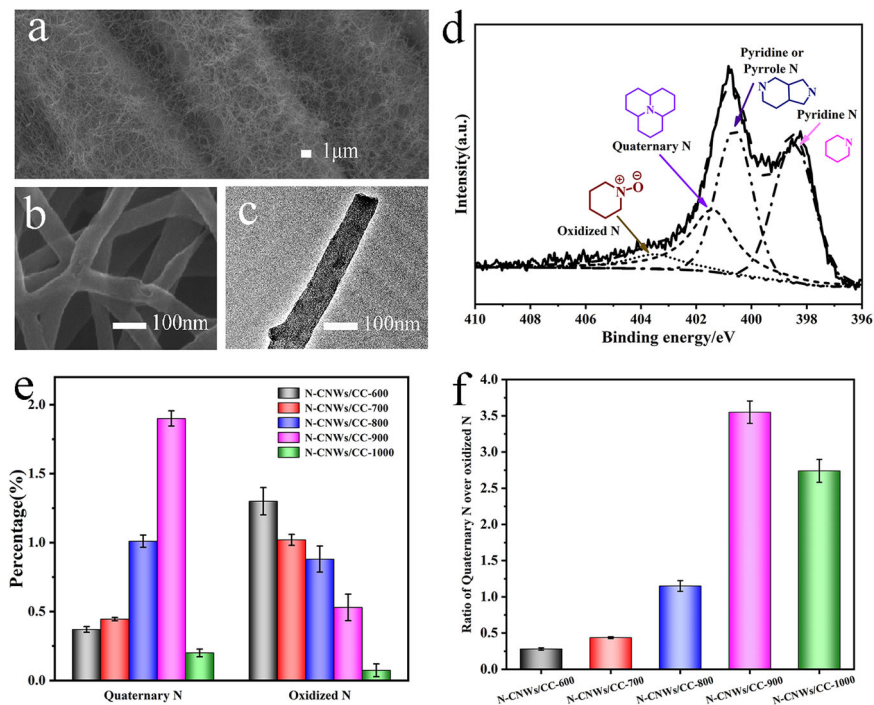 a
1μm
b
100nm
c
100nm
d
Intensity(a.u.)
Pyridine or
Pyrrole N
N
N
Pyridine N
N
N
Quaternary N
N
+
O
−
Oxidized N
410 408 406 404 402 400 398 396
Binding energy/eV
e
Percentage(%)
2.0
1.5
1.0
0.5
0.0
N-CNWs/CC-600
N-CNWs/CC-700
N-CNWs/CC-800
N-CNWs/CC-900
N-CNWs/CC-1000
Quaternary N Oxidized N
f
Ratio of Quaternary N over oxidized N
4.0
3.5
3.0
2.5
2.0
1.5
1.0
0.5
0.0
N-CNWs/CC-600
N-CNWs/CC-700
N-CNWs/CC-800
N-CNWs/CC-900
N-CNWs/CC-1000